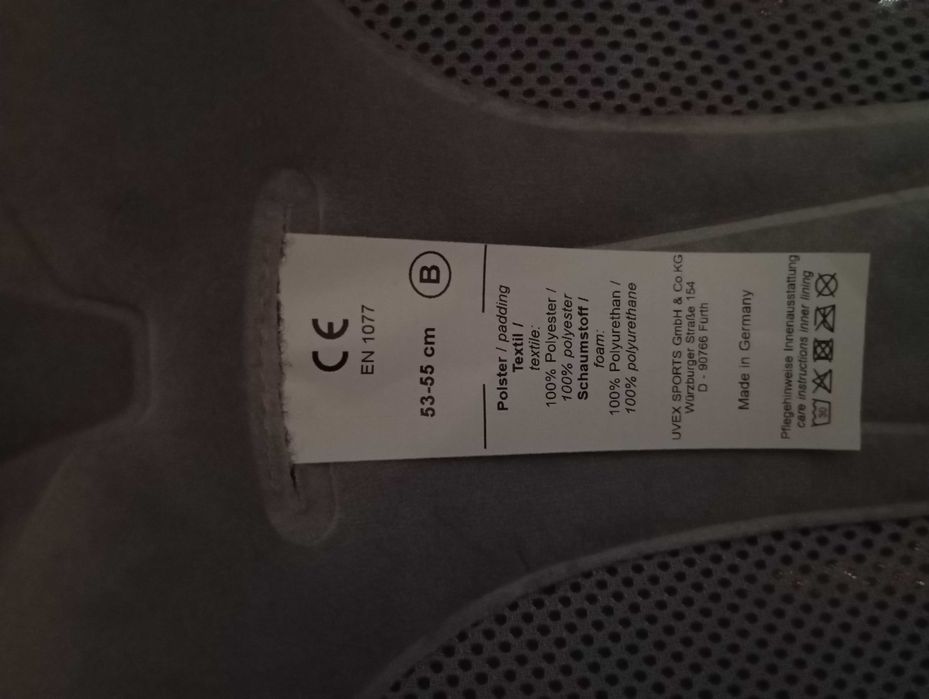 CE
EN 1077
53-55 cm B
Polster / padding
Textil /
textile:
100% Polyester /
100% polyester
Schaumstoff /
foam:
100% Polyurethan /
100% polyurethane
UVEX SPORTS GmbH & Co.KG
Würzburger Straße 154
D - 90766 Fürth
Made in Germany
Pflegehinweise Innenausstattung
care instructions inner lining
30